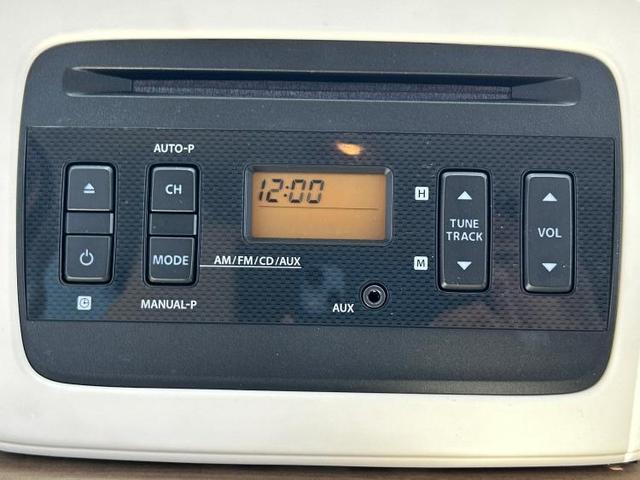 AUTO-P
CH
12:00
H
TUNE
TRACK
VOL
MODE
AM/FM/CD/AUX
M
MANUAL-P
AUX